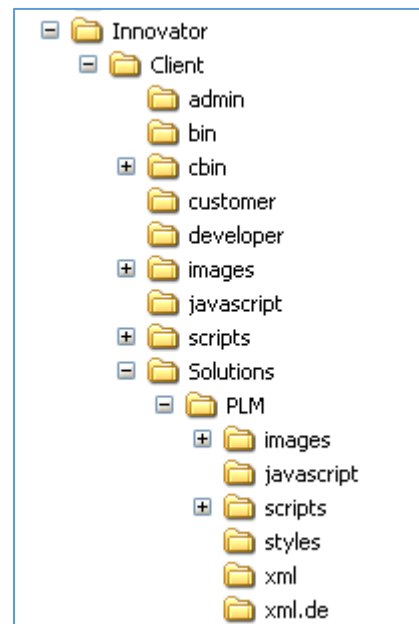 Innovator
Client
admin
bin
cbin
customer
developer
images
javascript
scripts
Solutions
PLM
images
javascript
scripts
styles
xml
xml.de